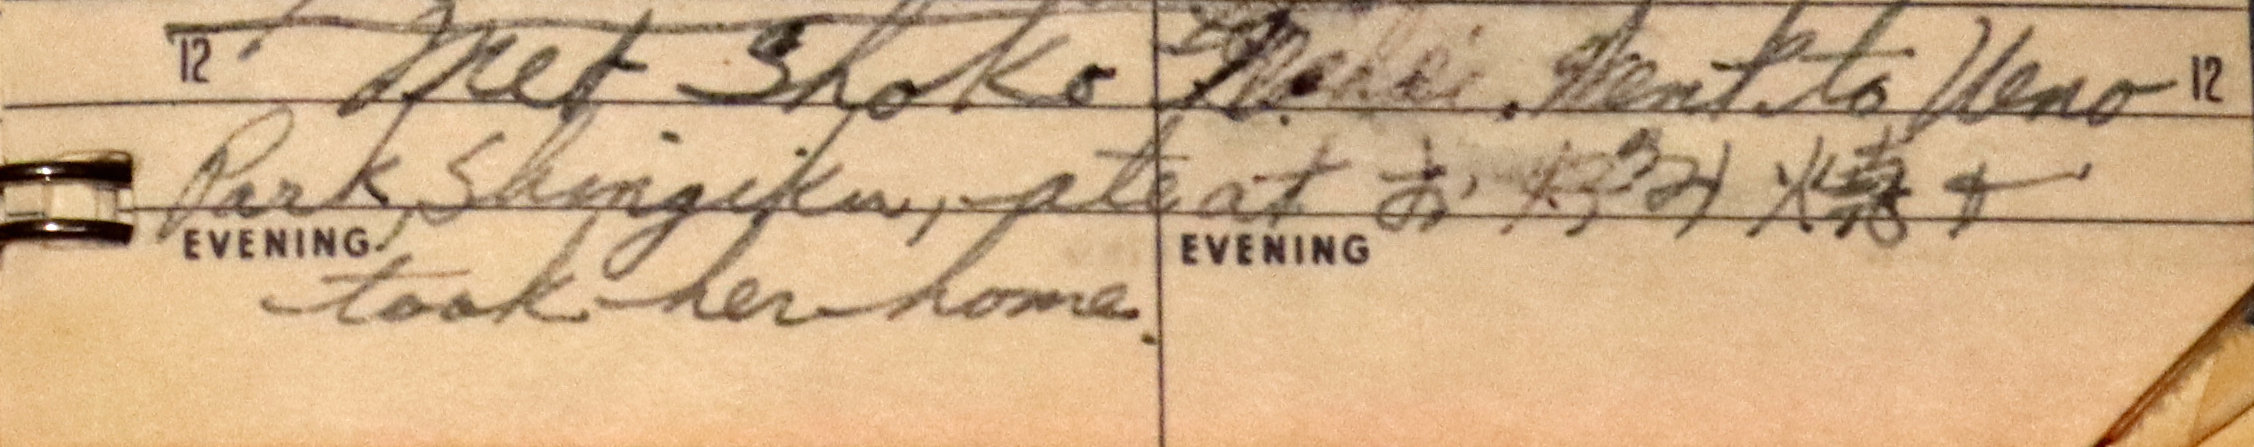 12 Met Shoko Mohei. Went to Ueno 12
Park, Shinjiku, ate at お好み焼き
EVENING EVENING
took her home.